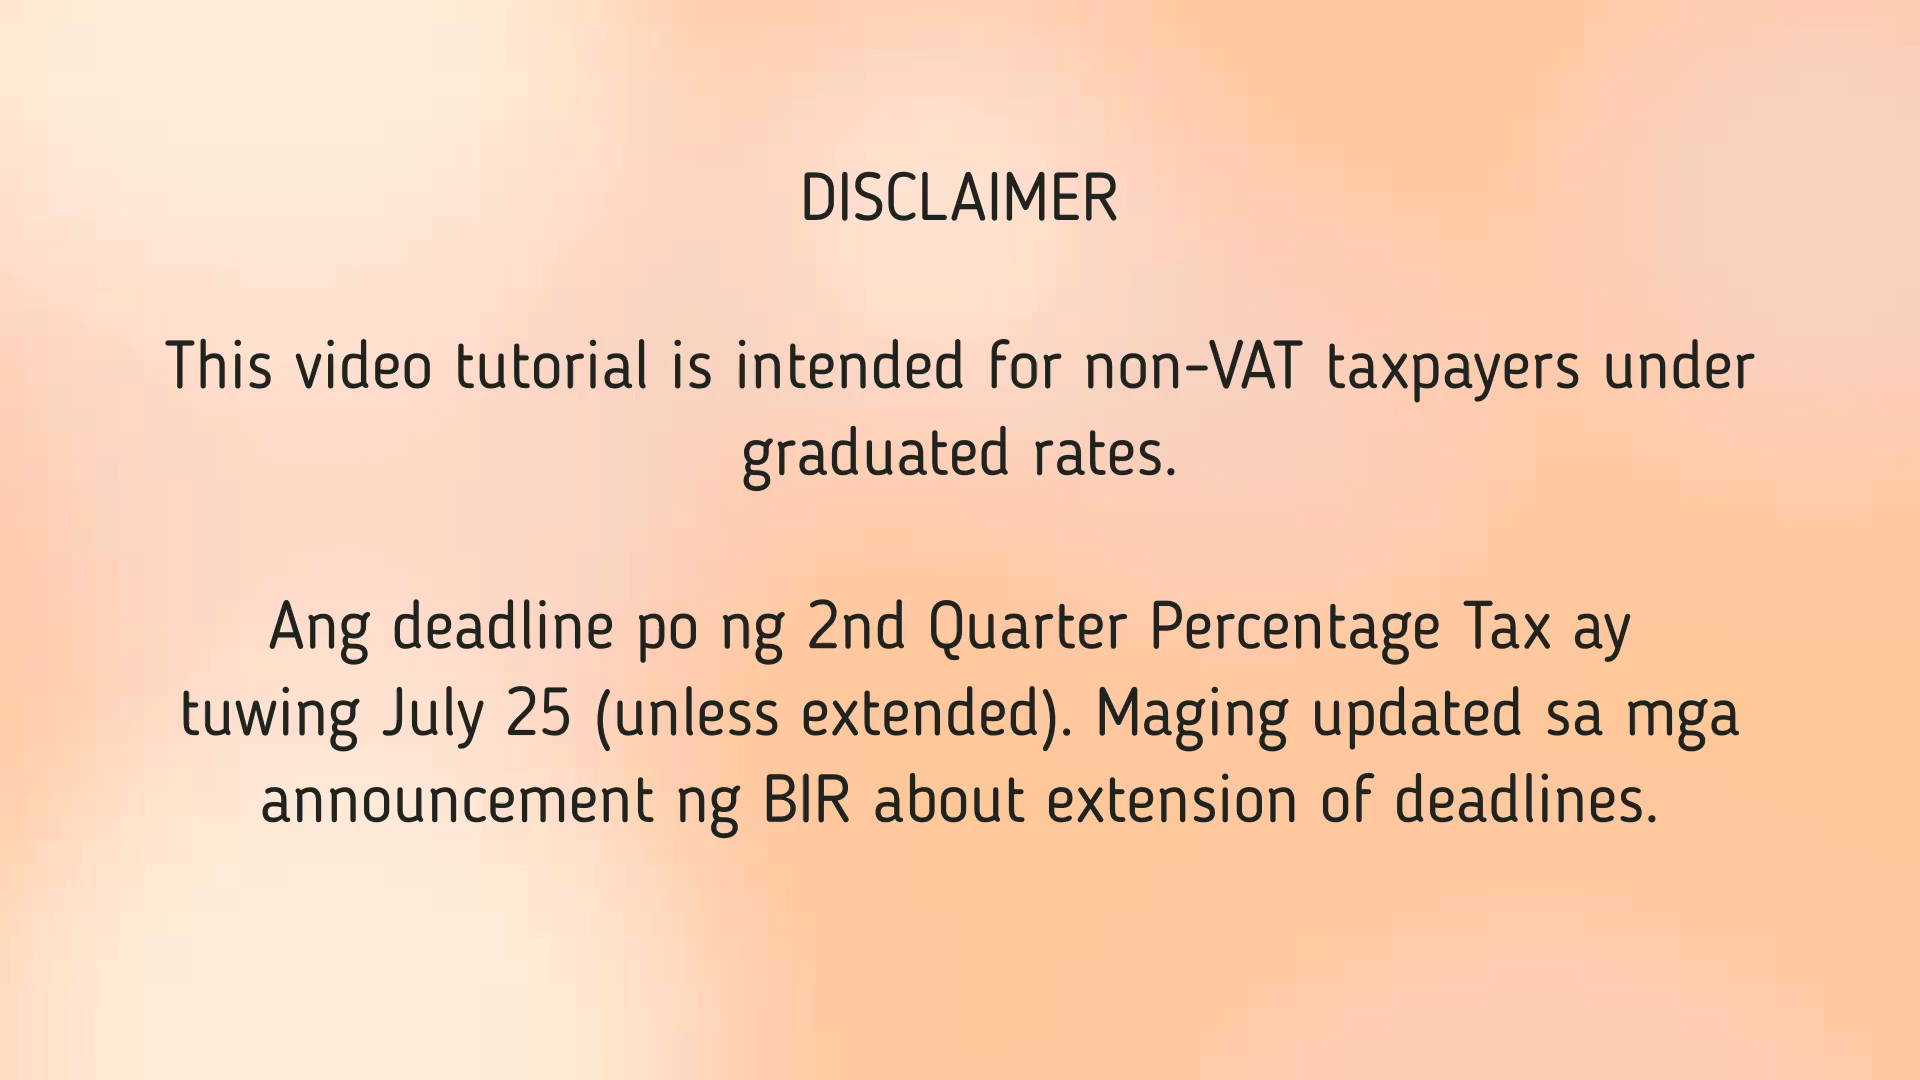 DISCLAIMER
This video tutorial is intended for non-VAT taxpayers under
graduated rates.
Ang deadline po ng 2nd Quarter Percentage Tax ay
tuwing July 25 (unless extended). Maging updated sa mga
announcement ng BIR about extension of deadlines.